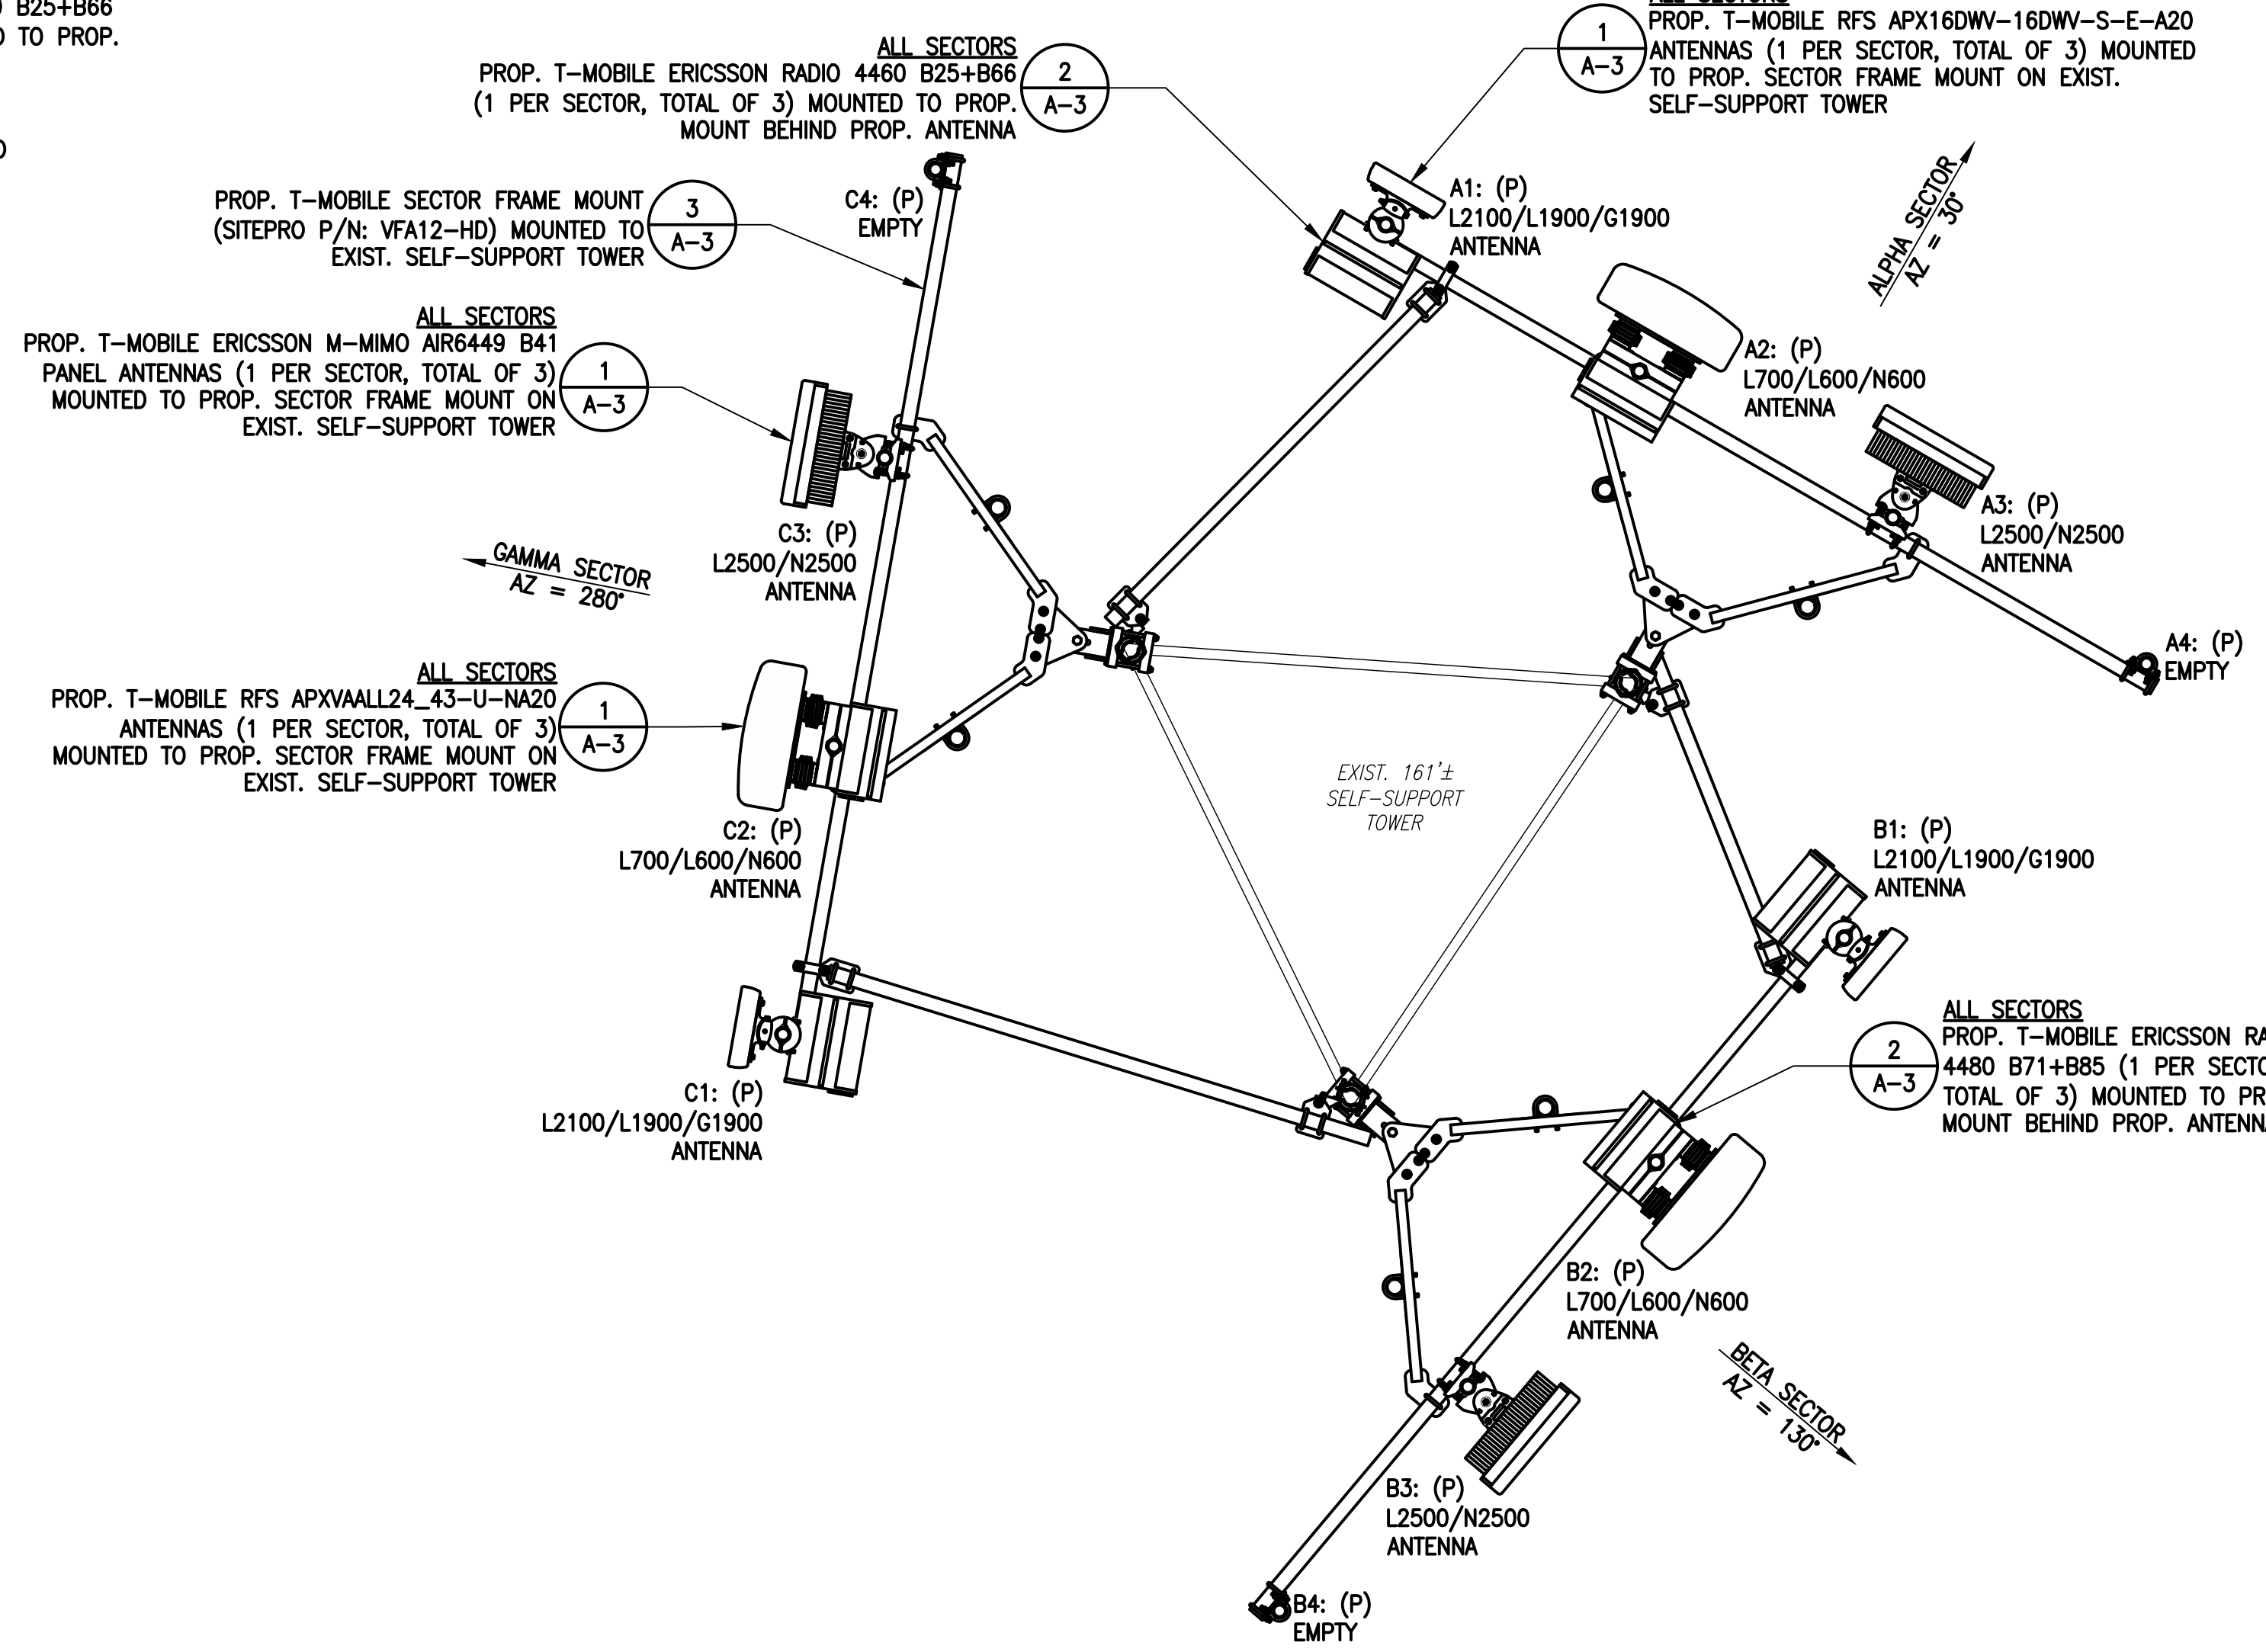 B25+B66
TO PROP.
ALL SECTORS
PROP. T-MOBILE ERICSSON RADIO 4460 B25+B66
(1 PER SECTOR, TOTAL OF 3) MOUNTED TO PROP.
MOUNT BEHIND PROP. ANTENNA
2
A-3
ALL SECTORS
PROP. T-MOBILE RFS APX16DWV-16DWV-S-E-A20
ANTENNAS (1 PER SECTOR, TOTAL OF 3) MOUNTED
TO PROP. SECTOR FRAME MOUNT ON EXIST.
SELF-SUPPORT TOWER
1
A-3
PROP. T-MOBILE SECTOR FRAME MOUNT
(SITEPRO P/N: VFA12-HD) MOUNTED TO
EXIST. SELF-SUPPORT TOWER
3
A-3
C4: (P)
EMPTY
A1: (P)
L2100/L1900/G1900
ANTENNA
ALPHA SECTOR
AZ = 30°
ALL SECTORS
PROP. T-MOBILE ERICSSON M-MIMO AIR6449 B41
PANEL ANTENNAS (1 PER SECTOR, TOTAL OF 3)
MOUNTED TO PROP. SECTOR FRAME MOUNT ON
EXIST. SELF-SUPPORT TOWER
1
A-3
A2: (P)
L700/L600/N600
ANTENNA
A3: (P)
L2500/N2500
ANTENNA
C3: (P)
L2500/N2500
ANTENNA
GAMMA SECTOR
AZ = 280°
A4: (P)
EMPTY
ALL SECTORS
PROP. T-MOBILE RFS APXVAALL24_43-U-NA20
ANTENNAS (1 PER SECTOR, TOTAL OF 3)
MOUNTED TO PROP. SECTOR FRAME MOUNT ON
EXIST. SELF-SUPPORT TOWER
1
A-3
EXIST. 161'±
SELF-SUPPORT
TOWER
C2: (P)
L700/L600/N600
ANTENNA
B1: (P)
L2100/L1900/G1900
ANTENNA
ALL SECTORS
PROP. T-MOBILE ERICSSON RA
4480 B71+B85 (1 PER SECTO
TOTAL OF 3) MOUNTED TO PR
MOUNT BEHIND PROP. ANTENN
2
A-3
C1: (P)
L2100/L1900/G1900
ANTENNA
B2: (P)
L700/L600/N600
ANTENNA
BETA SECTOR
AZ = 130°
B3: (P)
L2500/N2500
ANTENNA
B4: (P)
EMPTY